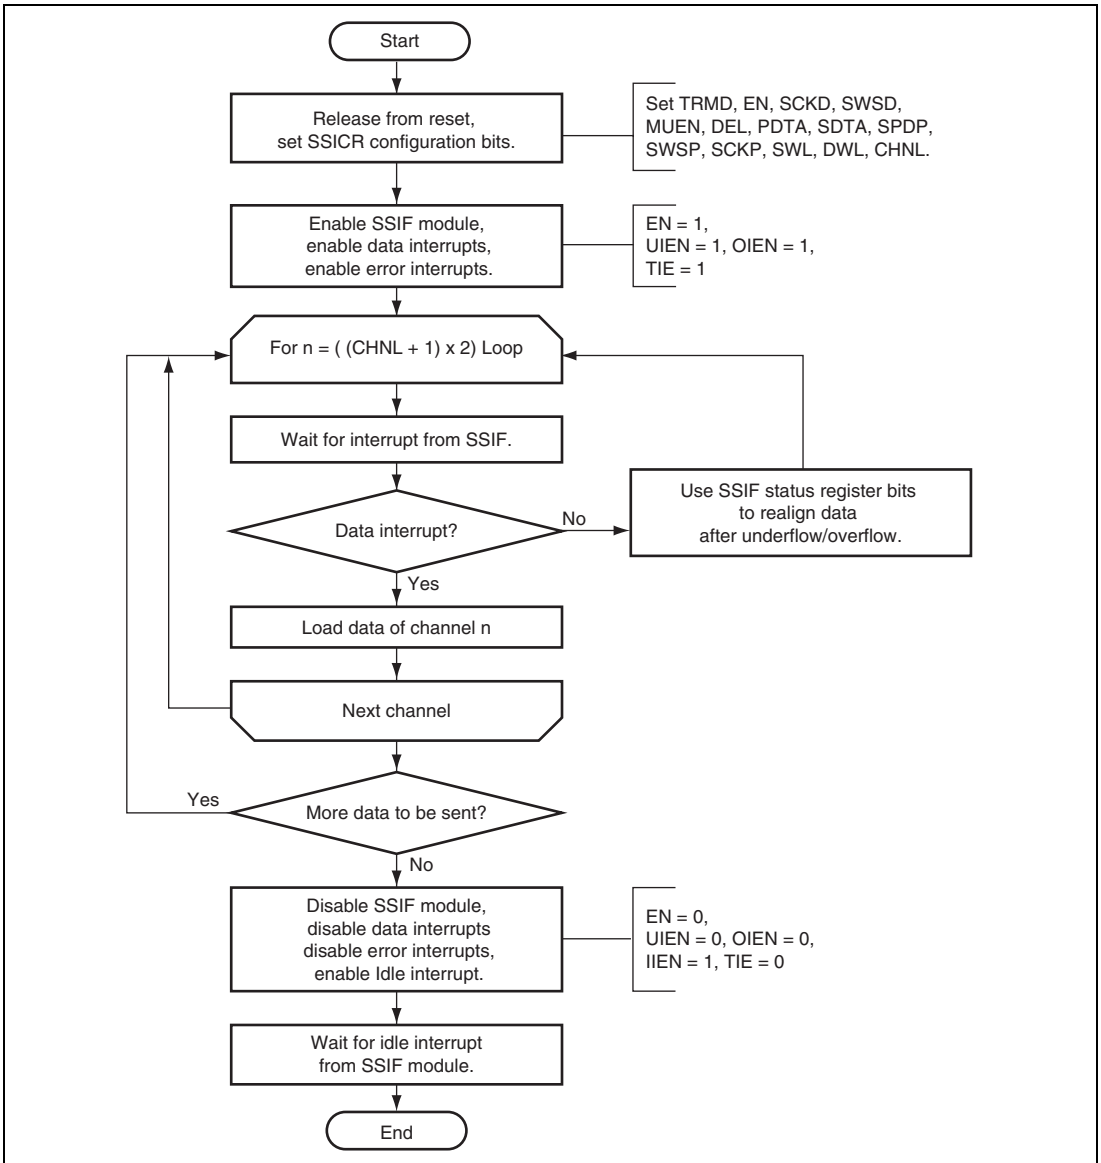 Start
Release from reset,
set SSICR configuration bits.
Set TRMD, EN, SCKD, SWSD,
MUEN, DEL, PDTA, SDTA, SPDP,
SWSP, SCKP, SWL, DWL, CHNL.
Enable SSIF module,
enable data interrupts,
enable error interrupts.
EN = 1,
UIEN = 1, OIEN = 1,
TIE = 1
For n = ( (CHNL + 1) x 2) Loop
Wait for interrupt from SSIF.
Data interrupt?
No
Use SSIF status register bits
to realign data
after underflow/overflow.
Yes
Load data of channel n
Next channel
More data to be sent?
Yes
No
Disable SSIF module,
disable data interrupts
disable error interrupts,
enable Idle interrupt.
EN = 0,
UIEN = 0, OIEN = 0,
IIEN = 1, TIE = 0
Wait for idle interrupt
from SSIF module.
End